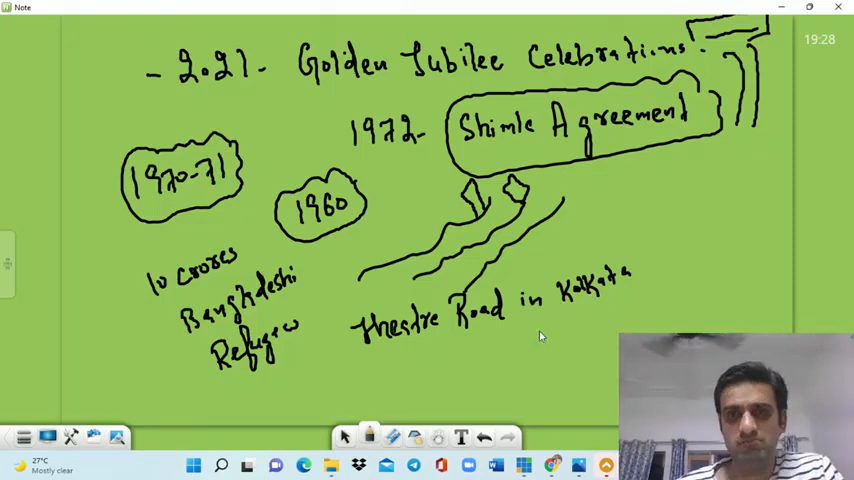 Note
19:28
- 2021- Golden Jubilee Celebrations.
1972- Shimla Agreement
1970-71
1960
10 crores
Bangladeshi
Refugees
Theatre Road in Kolkata
27°C
Mostly clear